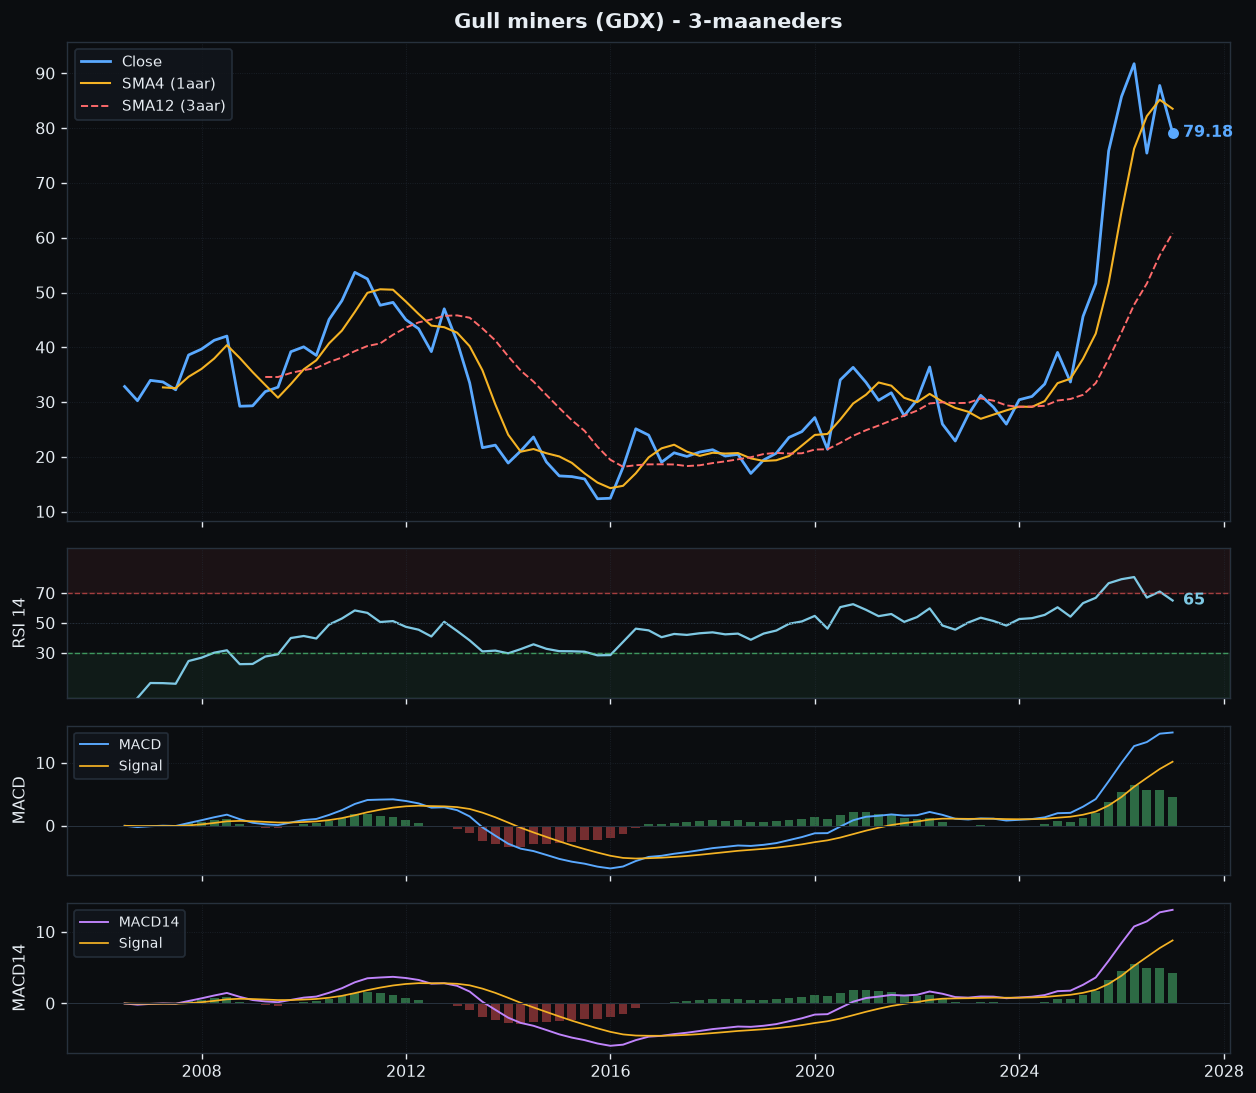 Gull miners (GDX) - 3-maaneders
Close
SMA4 (1aar)
SMA12 (3aar)
90
80
70
60
50
40
30
20
10
79.18
RSI 14
70
50
30
65
MACD
MACD
Signal
10
0
MACD14
MACD14
Signal
10
0
2008 2012 2016 2020 2024 2028